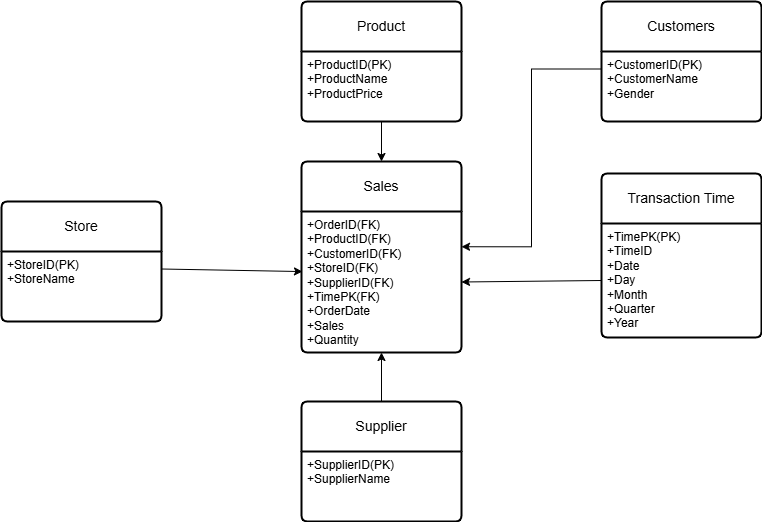 Product
+ProductID(PK)
+ProductName
+ProductPrice
Customers
+CustomerID(PK)
+CustomerName
+Gender
Store
+StoreID(PK)
+StoreName
Sales
+OrderID(FK)
+ProductID(FK)
+CustomerID(FK)
+StoreID(FK)
+SupplierID(FK)
+TimePK(FK)
+OrderDate
+Sales
+Quantity
Transaction Time
+TimePK(PK)
+TimeID
+Date
+Day
+Month
+Quarter
+Year
Supplier
+SupplierID(PK)
+SupplierName